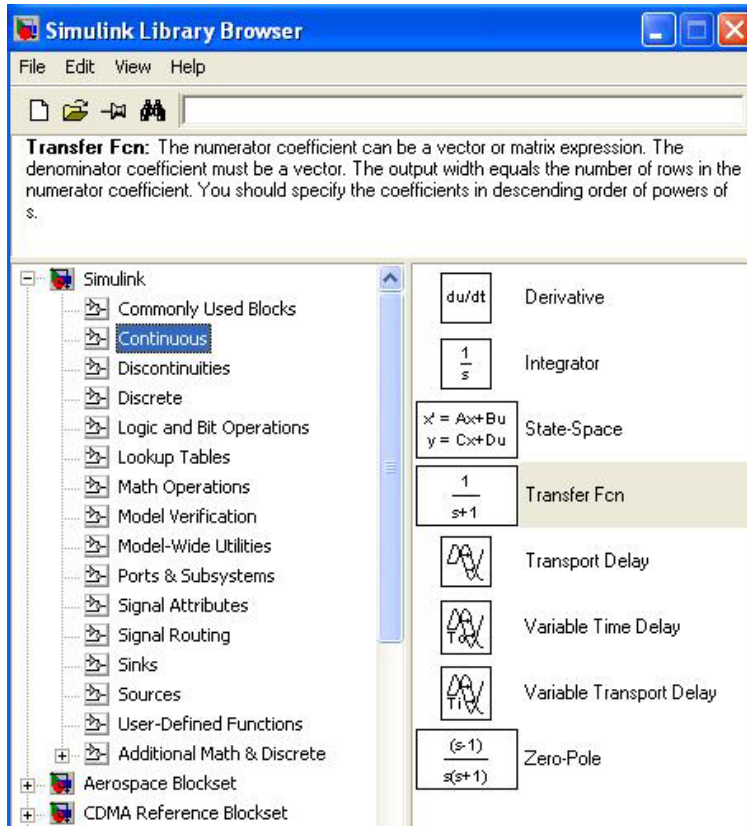 Simulink Library Browser
File Edit View Help
Transfer Fcn: The numerator coefficient can be a vector or matrix expression. The
denominator coefficient must be a vector. The output width equals the number of rows in the
numerator coefficient. You should specify the coefficients in descending order of powers of
s.
Simulink
Commonly Used Blocks
Continuous
Discontinuities
Discrete
Logic and Bit Operations
Lookup Tables
Math Operations
Model Verification
Model-Wide Utilities
Ports & Subsystems
Signal Attributes
Signal Routing
Sinks
Sources
User-Defined Functions
Additional Math & Discrete
Aerospace Blockset
CDMA Reference Blockset
du/dt Derivative
1
s
Integrator
x' = Ax+Bu
y = Cx+Du
State-Space
1
s+1
Transfer Fcn
Transport Delay
Variable Time Delay
Ti
Variable Transport Delay
(s-1)
s(s+1)
Zero-Pole